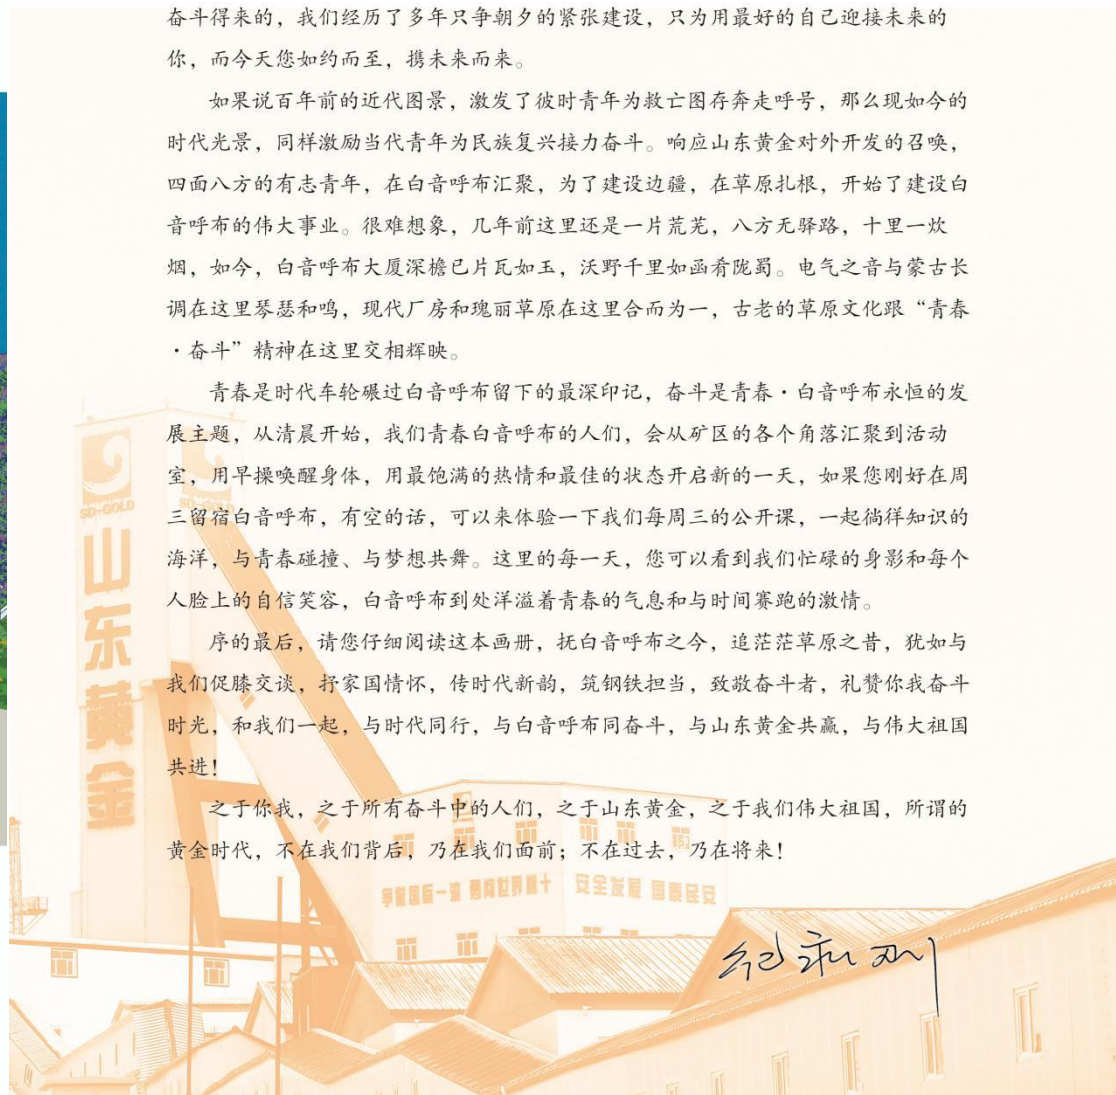 奋斗得来的，我们经历了多年只争朝夕的紧张建设，只为用最好的自己迎接未来的
你，而今天您如约而至，携未来而来。
如果说百年前的近代图景，激发了彼时青年为救亡图存奔走呼号，那么现如今的
时代光景，同样激励当代青年为民族复兴接力奋斗。响应山东黄金对外开发的召唤，
四面八方的有志青年，在白音呼布汇聚，为了建设边疆，在草原扎根，开始了建设白
音呼布的伟大事业。很难想象，几年前这里还是一片荒芜，八方无驿路，十里一炊
烟，如今，白音呼布大厦深檐已片瓦如玉，沃野千里如函肴陇蜀。电气之音与蒙古长
调在这里琴瑟和鸣，现代厂房和瑰丽草原在这里合而为一，古老的草原文化跟“青春
·奋斗”精神在这里交相辉映。
青春是时代车轮碾过白音呼布留下的最深印记，奋斗是青春·白音呼布永恒的发
展主题，从清晨开始，我们青春白音呼布的人们，会从矿区的各个角落汇聚到活动
室，用早操唤醒身体，用最饱满的热情和最佳的状态开启新的一天，如果您刚好在周
三留宿白音呼布，有空的话，可以来体验一下我们每周三的公开课，一起徜徉知识的
海洋，与青春碰撞、与梦想共舞。这里的每一天，您可以看到我们忙碌的身影和每个
人脸上的自信笑容，白音呼布到处洋溢着青春的气息和与时间赛跑的激情。
序的最后，请您仔细阅读这本画册，抚白音呼布之今，追茫茫草原之昔，犹如与
我们促膝交谈，抒家国情怀，传时代新韵，筑钢铁担当，致敬奋斗者，礼赞你我奋斗
时光，和我们一起，与时代同行，与白音呼布同奋斗，与山东黄金共赢，与伟大祖国
共进！
之于你我，之于所有奋斗中的人们，之于山东黄金，之于我们伟大祖国，所谓的
黄金时代，不在我们背后，乃在我们面前；不在过去，乃在将来！
SD-GOLD
SD-GOLD
山东黄金
争做国际一流 勇闯世界前十 安全发展 国泰民安